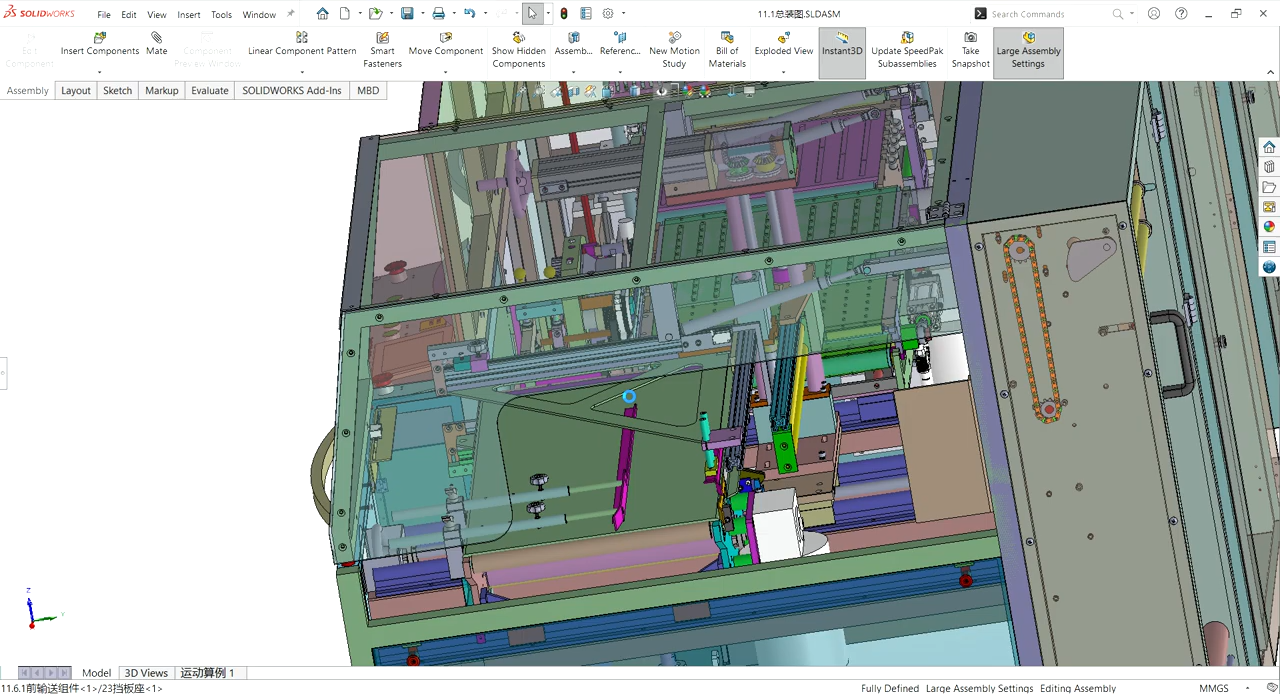 SOLIDWORKS File Edit View Insert Tools Window 11.1总装图.SLDASM Search Commands
Edit Component
Insert Components
Mate
Component Preview Window
Linear Component Pattern
Smart Fasteners
Move Component
Show Hidden Components
Assemb...
Referenc...
New Motion Study
Bill of Materials
Exploded View
Instant3D
Update SpeedPak Subassemblies
Take Snapshot
Large Assembly Settings
Assembly Layout Sketch Markup Evaluate SOLIDWORKS Add-Ins MBD
Z
Y
Model 3D Views 运动算例 1
11.6.1前输送组件<1>/23挡板座<1> Fully Defined Large Assembly Settings Editing Assembly MMGS